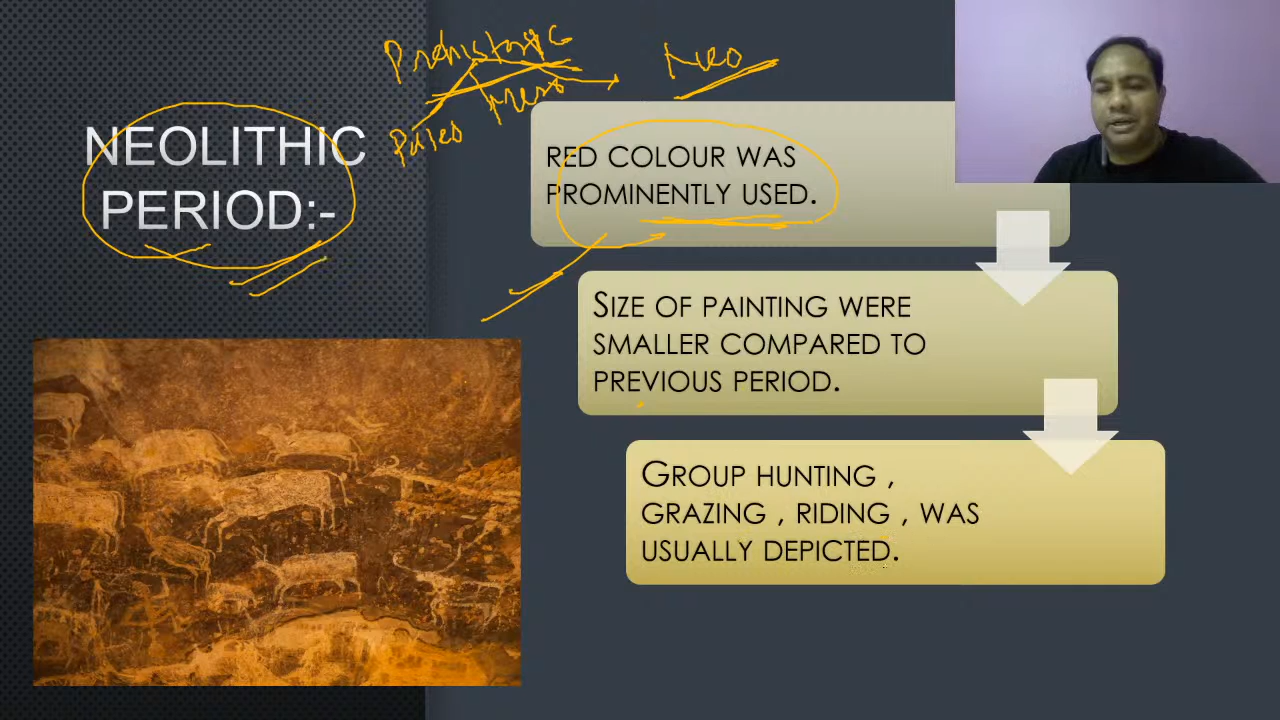 Prehistoric
Neo
Meso
Paleo
NEOLITHIC
PERIOD:-
RED COLOUR WAS
PROMINENTLY USED.
SIZE OF PAINTING WERE
SMALLER COMPARED TO
PREVIOUS PERIOD.
GROUP HUNTING ,
GRAZING , RIDING , WAS
USUALLY DEPICTED.